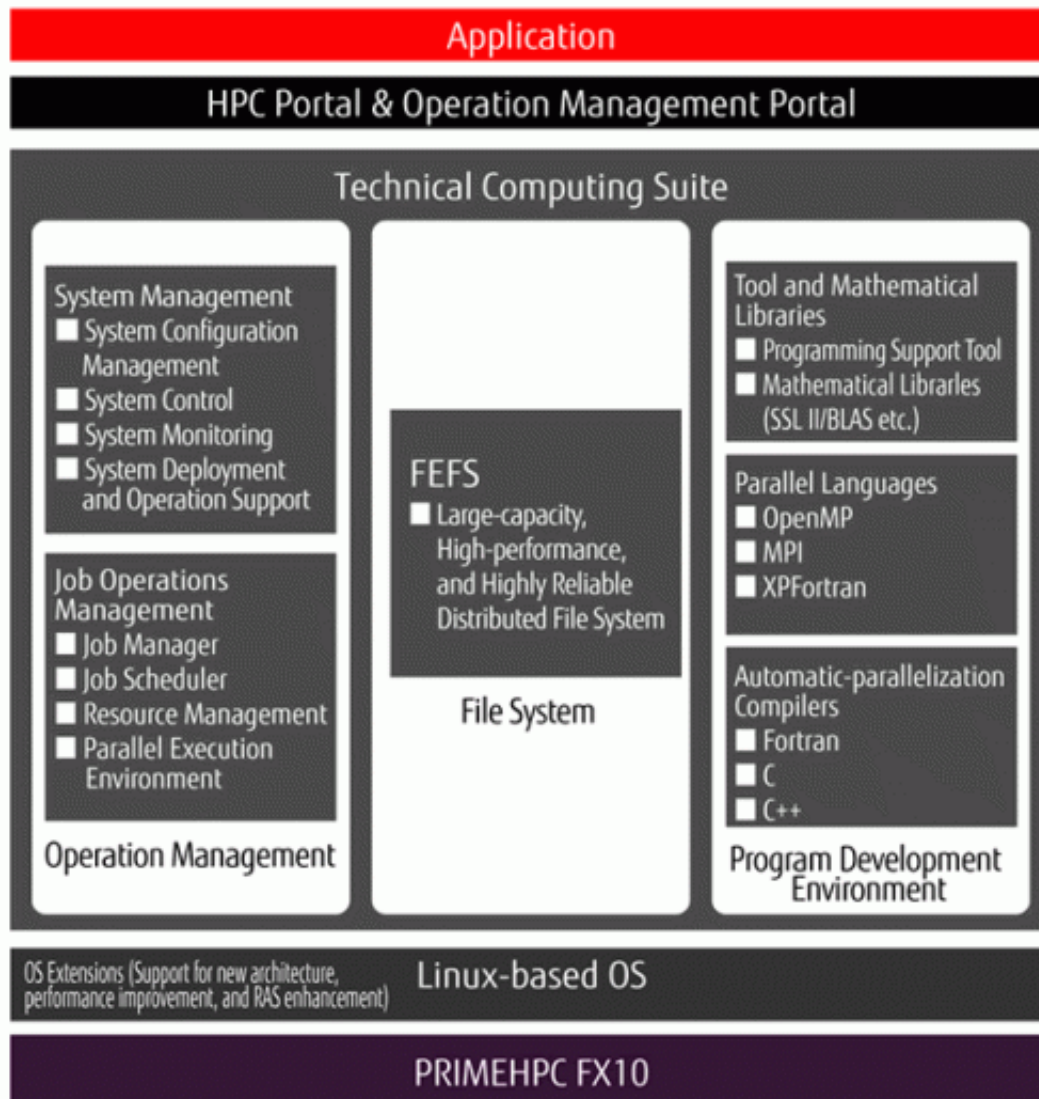 Application
HPC Portal & Operation Management Portal
Technical Computing Suite
System Management
System Configuration
Management
System Control
System Monitoring
System Deployment
and Operation Support
Job Operations
Management
Job Manager
Job Scheduler
Resource Management
Parallel Execution
Environment
Operation Management
FEFS
Large-capacity,
High-performance,
and Highly Reliable
Distributed File System
File System
Tool and Mathematical
Libraries
Programming Support Tool
Mathematical Libraries
(SSL II/BLAS etc.)
Parallel Languages
OpenMP
MPI
XPFortran
Automatic-parallelization
Compilers
Fortran
C
C++
Program Development
Environment
OS Extensions (Support for new architecture,
performance improvement, and RAS enhancement)
Linux-based OS
PRIMEHPC FX10